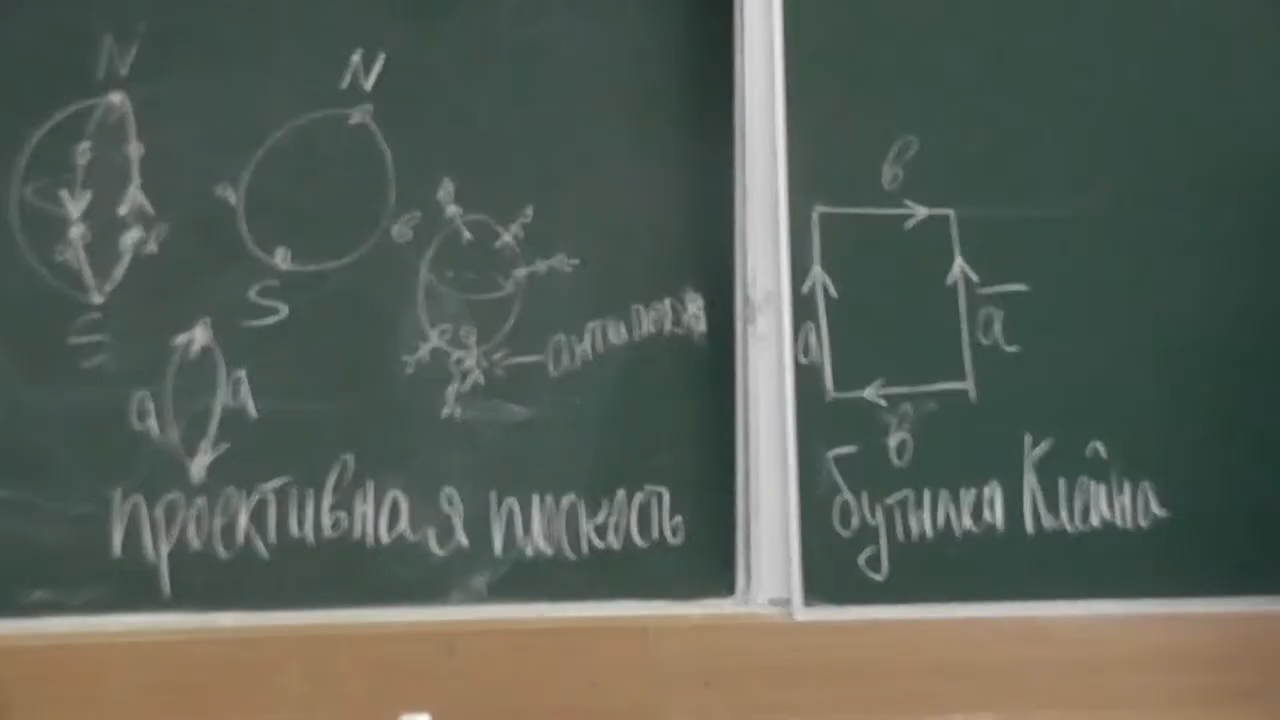 N
N
S
S
a
a
антиподы
проективная плоскость
в
a
a
в
бутылка Клейна